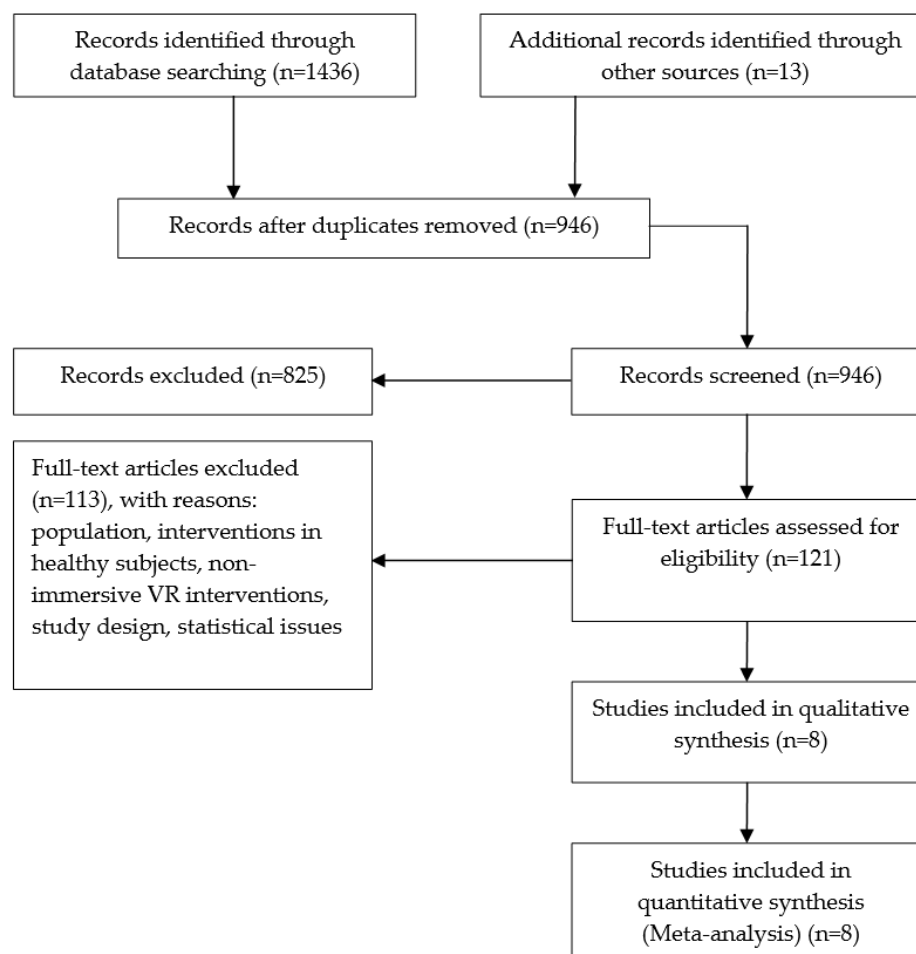 Records identified through
database searching (n=1436)
Additional records identified through
other sources (n=13)
Records after duplicates removed (n=946)
Records excluded (n=825)
Records screened (n=946)
Full-text articles excluded
(n=113), with reasons:
population, interventions in
healthy subjects, non-
immersive VR interventions,
study design, statistical issues
Full-text articles assessed for
eligibility (n=121)
Studies included in qualitative
synthesis (n=8)
Studies included in
quantitative synthesis
(Meta-analysis) (n=8)